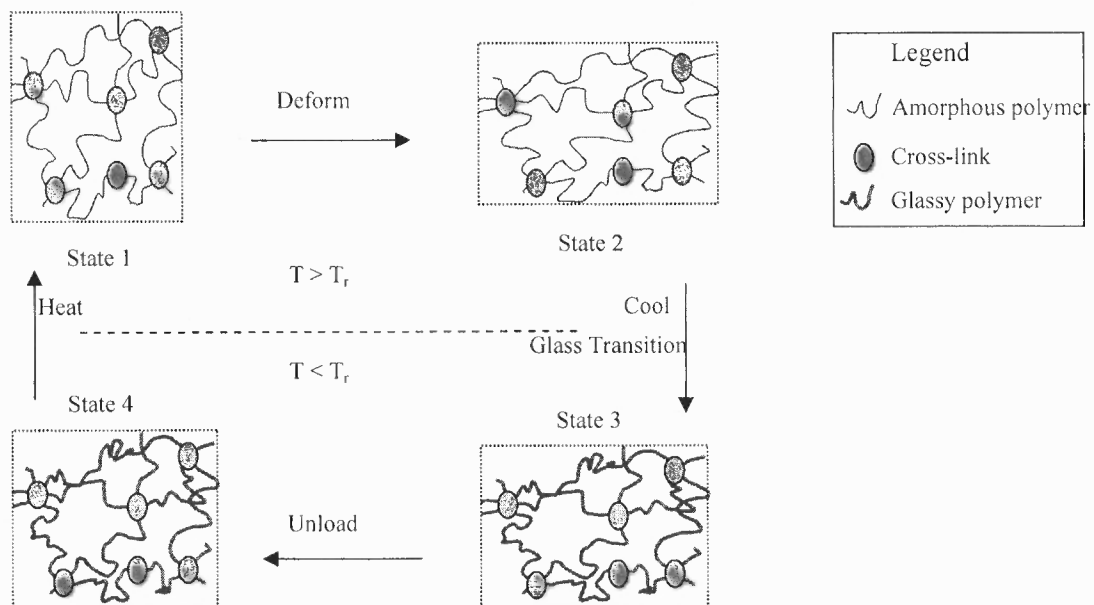 Deform
Legend
Amorphous polymer
Cross-link
Glassy polymer
State 1
State 2
T > Tr
Heat
Cool
Glass Transition
T < Tr
State 4
State 3
Unload